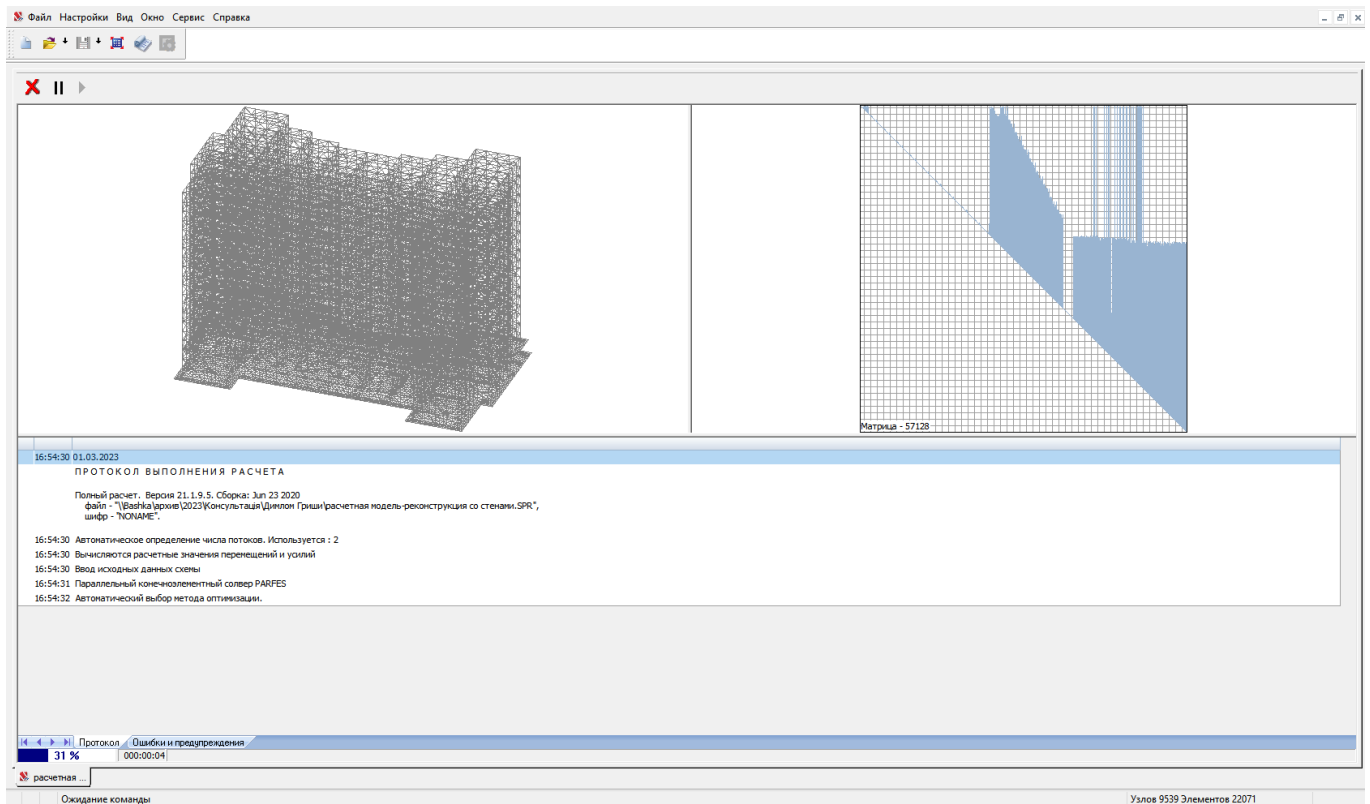 Файл Настройки Вид Окно Сервис Справка
Матрица - 57128
16:54:30 01.03.2023
ПРОТОКОЛ ВЫПОЛНЕНИЯ РАСЧЕТА
Полный расчет. Версия 21.1.9.5. Сборка: Jun 23 2020
файл - "\\Bashka\архив\2023\Консультація\Димлом Гриши\расчетная модель-реконструкция со стенами.SPR",
шифр - "NONAME".
16:54:30 Автоматическое определение числа потоков. Используется : 2
16:54:30 Вычисляются расчетные значения перемещений и усилий
16:54:30 Ввод исходных данных схемы
16:54:31 Параллельный конечноэлементный солвер PARFES
16:54:32 Автоматический выбор метода оптимизации.
Протокол Ошибки и предупреждения
31 % 000:00:04
расчетная ...
Ожидание команды Узлов 9539 Элементов 22071